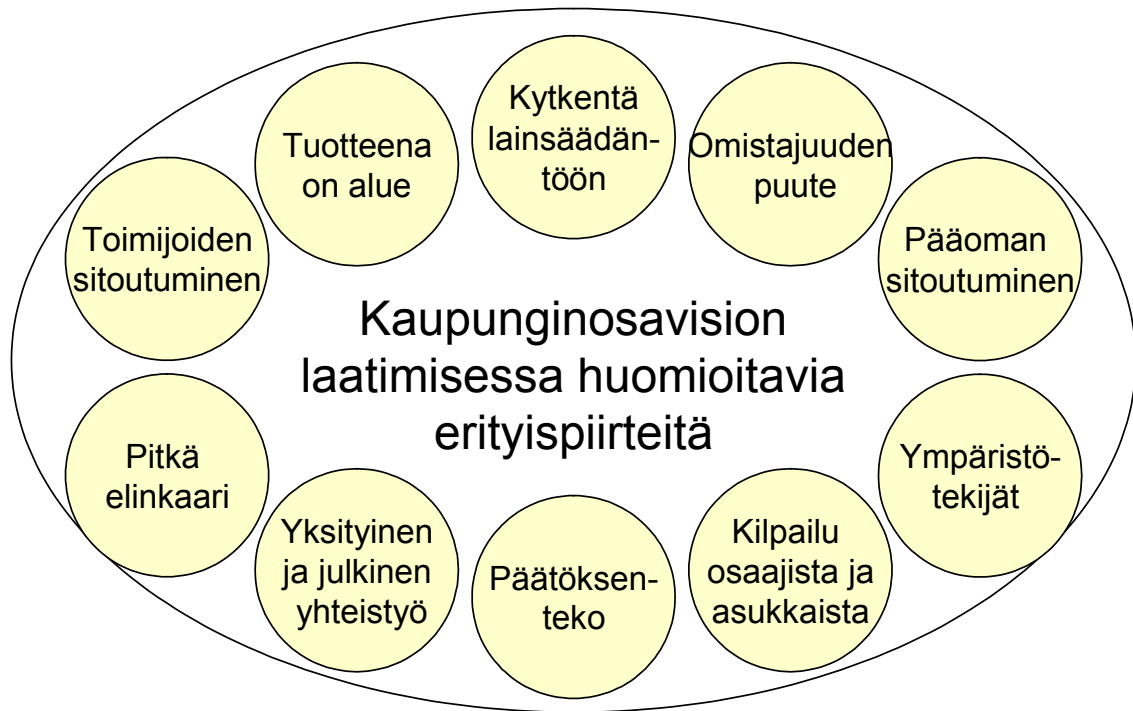 Kytkentä
lainsäädän-
töön
Omistajuuden
puute
Pääoman
sitoutuminen
Ympäristö-
tekijät
Kilpailu
osaajista ja
asukkaista
Päätöksen-
teko
Yksityinen
ja julkinen
yhteistyö
Pitkä
elinkaari
Toimijoiden
sitoutuminen
Tuotteena
on alue
Kaupunginosavision
laatimisessa huomioitavia
erityispiirteitä